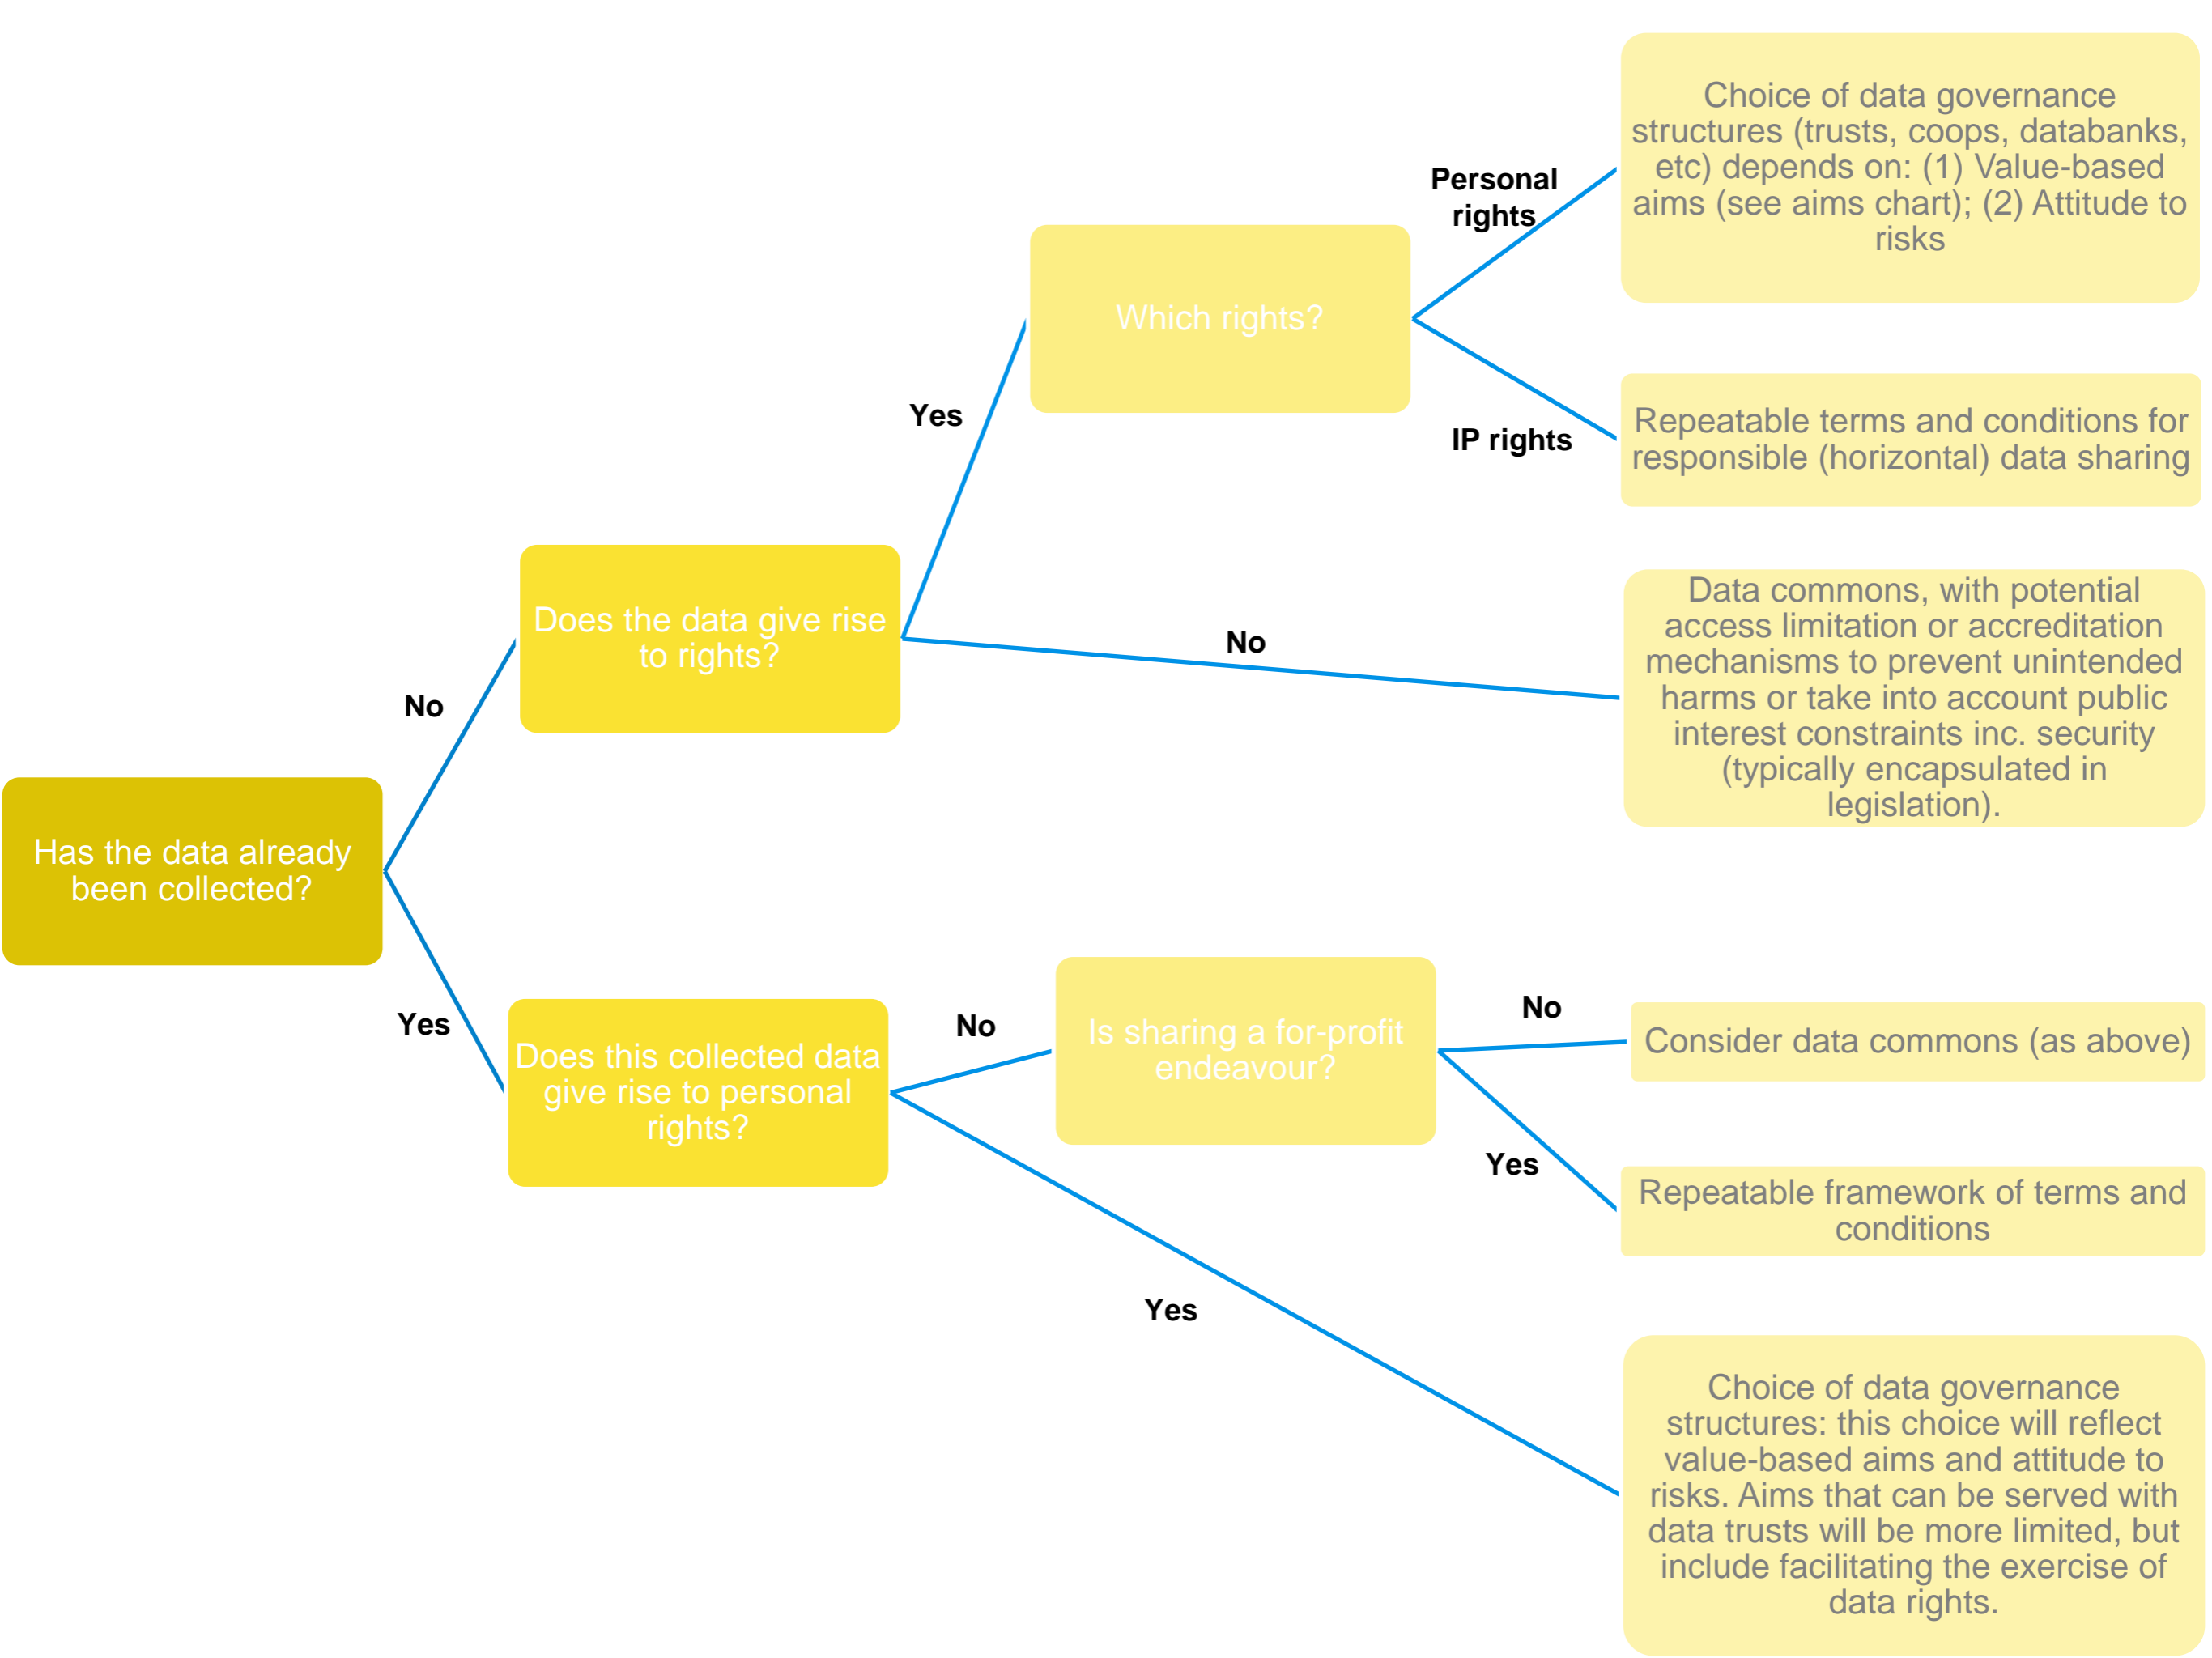 Choice of data governance
structures (trusts, coops, databanks,
etc) depends on: (1) Value-based
aims (see aims chart); (2) Attitude to
risks
Personal
rights
Which rights?
Yes
IP rights
Repeatable terms and conditions for
responsible (horizontal) data sharing
Does the data give rise
to rights?
No
Data commons, with potential
access limitation or accreditation
mechanisms to prevent unintended
harms or take into account public
interest constraints inc. security
(typically encapsulated in
legislation).
No
Has the data already
been collected?
Yes
Does this collected data
give rise to personal
rights?
No
Is sharing a for-profit
endeavour?
No
Consider data commons (as above)
Yes
Repeatable framework of terms and
conditions
Yes
Choice of data governance
structures: this choice will reflect
value-based aims and attitude to
risks. Aims that can be served with
data trusts will be more limited, but
include facilitating the exercise of
data rights.